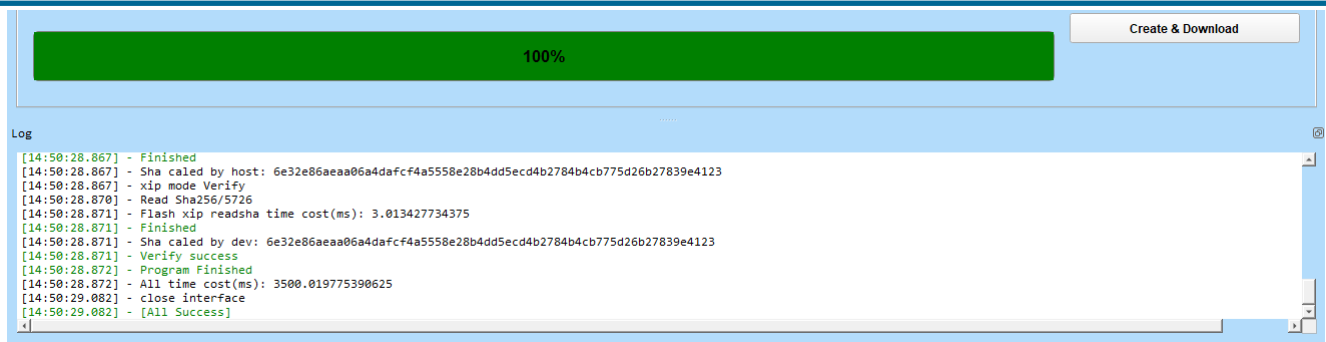 Create & Download
100%
Log
[14:50:28.867] - Finished
[14:50:28.867] - Sha caled by host: 6e32e86aeaa06a4dafcf4a5558e28b4dd5ecd4b2784b4cb775d26b27839e4123
[14:50:28.867] - xip mode Verify
[14:50:28.870] - Read Sha256/5726
[14:50:28.871] - Flash xip readsha time cost(ms): 3.013427734375
[14:50:28.871] - Finished
[14:50:28.871] - Sha caled by dev: 6e32e86aeaa06a4dafcf4a5558e28b4dd5ecd4b2784b4cb775d26b27839e4123
[14:50:28.871] - Verify success
[14:50:28.872] - Program Finished
[14:50:28.872] - All time cost(ms): 3500.019775390625
[14:50:29.082] - close interface
[14:50:29.082] - [All Success]